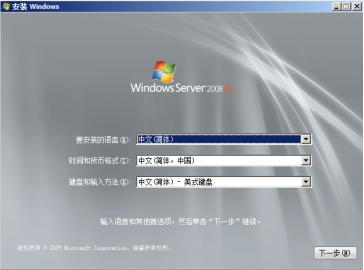 安装 Windows
Windows Server 2008 R2
要安装的语言(E):
中文(简体)
时间和货币格式(T):
中文(简体，中国)
键盘和输入方法(K):
中文(简体) - 美式键盘
输入语言和其他首选项，然后单击“下一步”继续。
版权所有 © 2009 Microsoft Corporation。保留所有权利。
下一步(N)